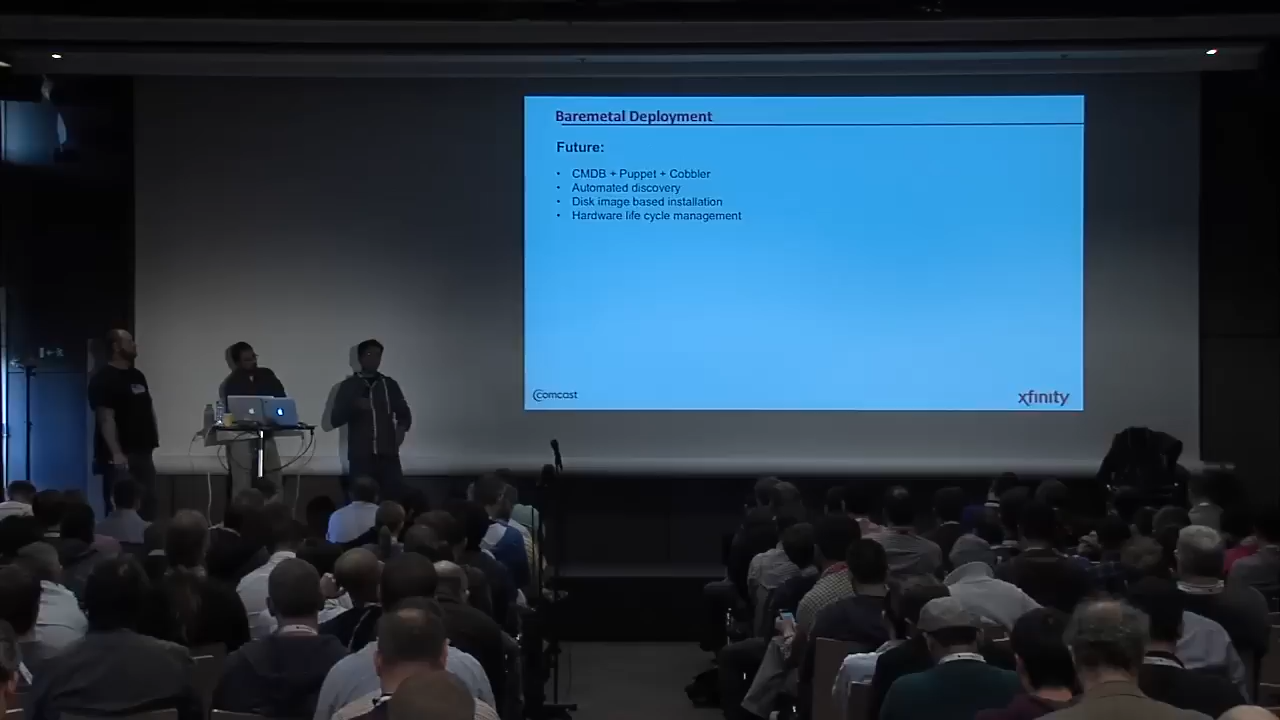 Baremetal Deployment
Future:
• CMDB + Puppet + Cobbler
• Automated discovery
• Disk image based installation
• Hardware life cycle management
comcast
xfinity